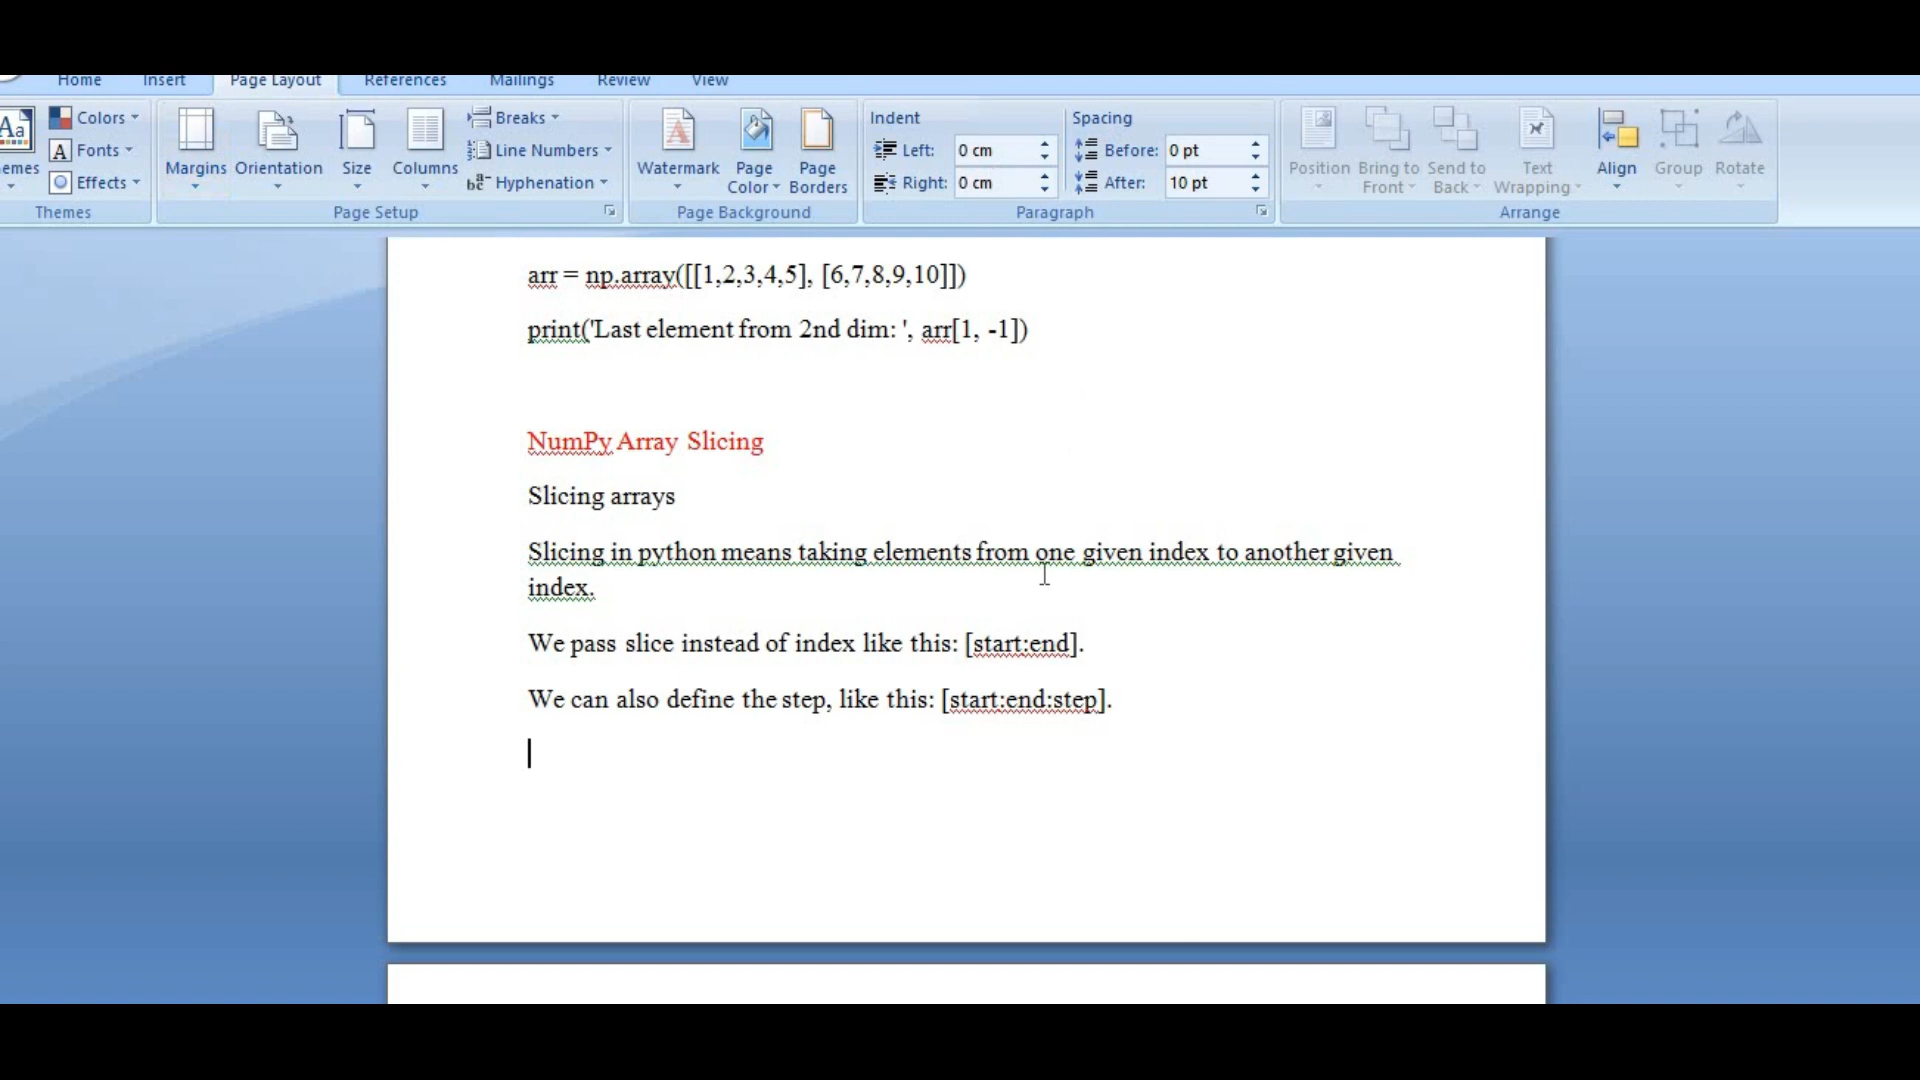 Home Insert Page Layout References Mailings Review View
Colors Breaks Indent Spacing
Fonts Line Numbers Left: 0 cm Before: 0 pt
Margins Orientation Size Columns Watermark Page Color Page Borders Position Bring to Front Send to Back Text Wrapping Align Group Rotate
Effects Hyphenation Right: 0 cm After: 10 pt
Themes Page Setup Page Background Paragraph Arrange
arr = np.array([[1,2,3,4,5], [6,7,8,9,10]])
print('Last element from 2nd dim: ', arr[1, -1])
NumPy Array Slicing
Slicing arrays
Slicing in python means taking elements from one given index to another given
index.
We pass slice instead of index like this: [start:end].
We can also define the step, like this: [start:end:step].